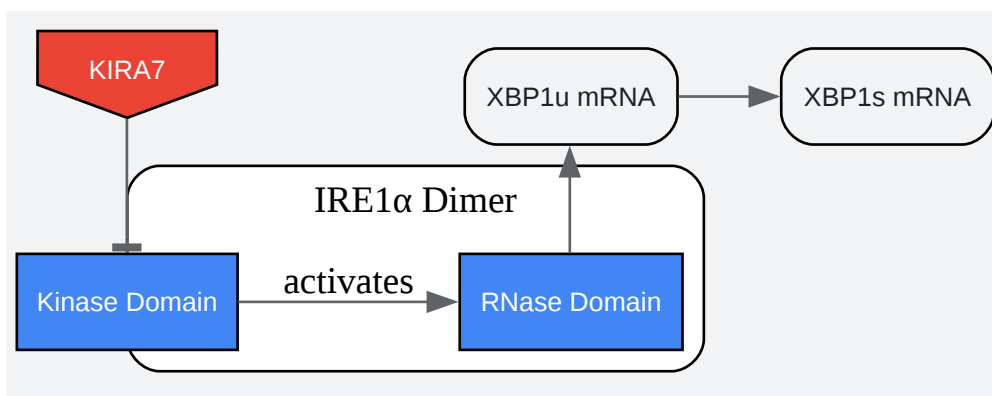 KIRA7
XBP1u mRNA
XBP1s mRNA
IRE1α Dimer
Kinase Domain
activates
RNase Domain